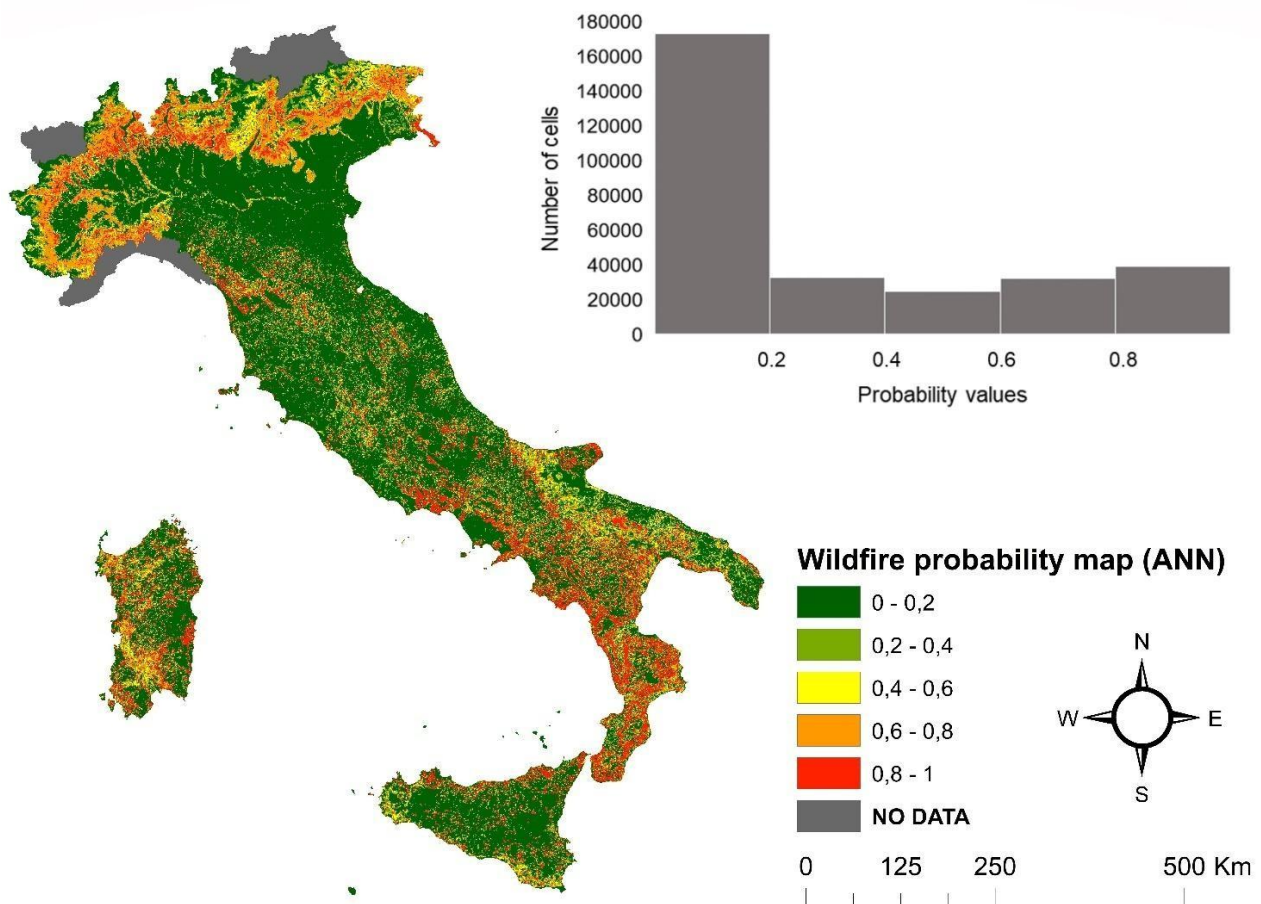 180000
160000
140000
120000
100000
80000
60000
40000
20000
0
Number of cells
0.2 0.4 0.6 0.8
Probability values
Wildfire probability map (ANN)
0 - 0,2
0,2 - 0,4
0,4 - 0,6
0,6 - 0,8
0,8 - 1
NO DATA
N
W E
S
0 125 250 500 Km